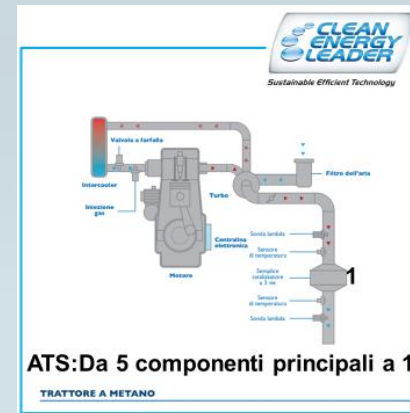 CLEAN
ENERGY
LEADER
Sustainable Efficient Technology
Valvola a farfalla
Filtro dell'aria
Intercooler
Turbo
Iniezione
gas
Centralina
elettronica
Motore
Sonda lambda
Sensore
di temperatura
Semplice
catalizzatore
a 3 vie
1
Sensore
di temperatura
Sonda lambda
ATS:Da 5 componenti principali a 1
TRATTORE A METANO